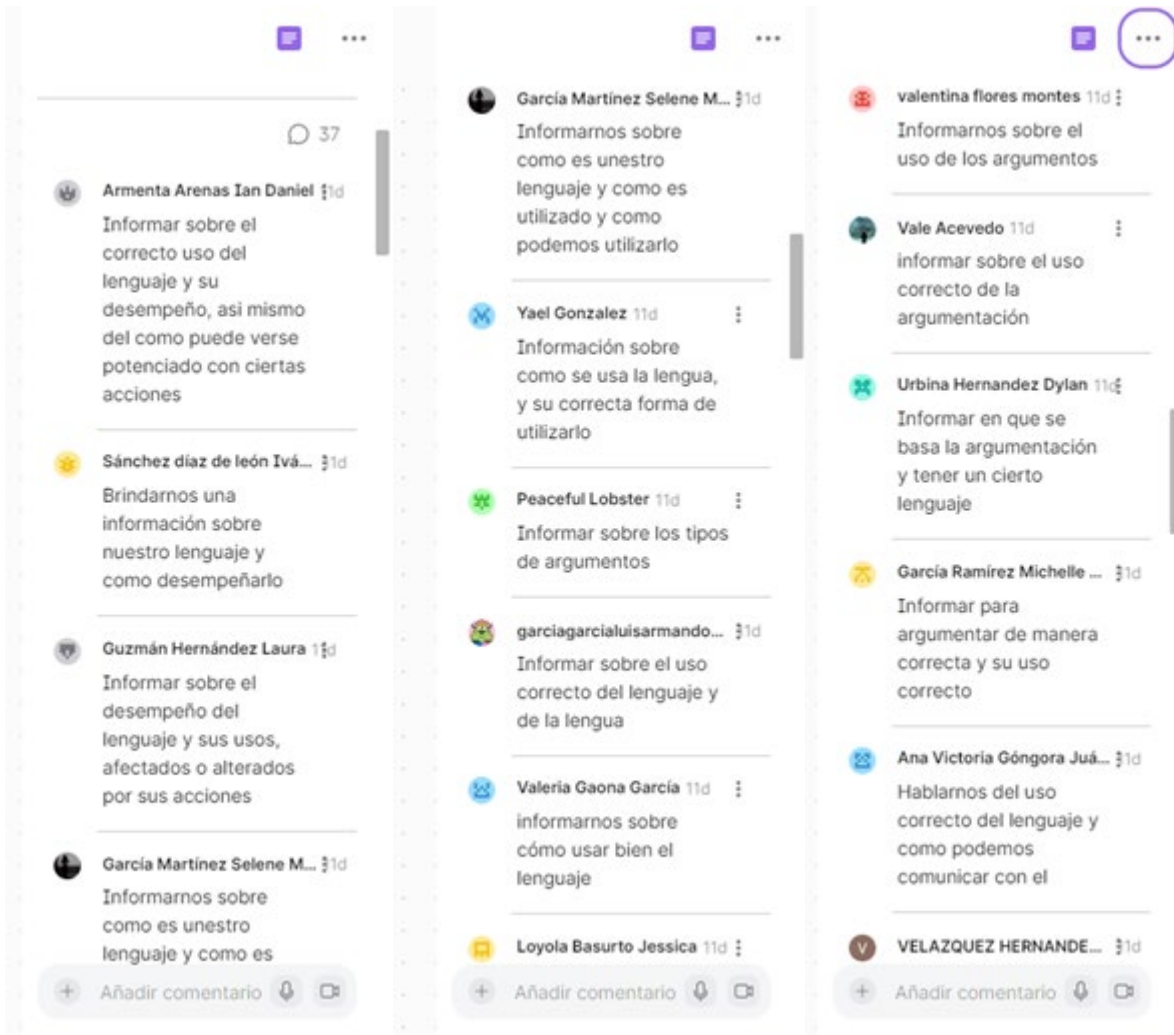 37
Armenta Arenas Ian Daniel 11d
Informar sobre el
correcto uso del
lenguaje y su
desempeño, asi mismo
del como puede verse
potenciado con ciertas
acciones
Sánchez díaz de león Ivá... 11d
Brindarnos una
información sobre
nuestro lenguaje y
como desempeñarlo
Guzmán Hernández Laura 11d
Informar sobre el
desempeño del
lenguaje y sus usos,
afectados o alterados
por sus acciones
García Martínez Selene M... 11d
Informarnos sobre
como es unestro
lenguaje y como es
Añadir comentario
García Martínez Selene M... 11d
Informarnos sobre
como es unestro
lenguaje y como es
utilizado y como
podemos utilizarlo
Yael Gonzalez 11d
Información sobre
como se usa la lengua,
y su correcta forma de
utilizarlo
Peaceful Lobster 11d
Informar sobre los tipos
de argumentos
garciagarcialuisarmando... 11d
Informar sobre el uso
correcto del lenguaje y
de la lengua
Valeria Gaona García 11d
informarnos sobre
cómo usar bien el
lenguaje
Loyola Basurto Jessica 11d
Añadir comentario
valentina flores montes 11d
Informarnos sobre el
uso de los argumentos
Vale Acevedo 11d
informar sobre el uso
correcto de la
argumentación
Urbina Hernandez Dylan 11d
Informar en que se
basa la argumentación
y tener un cierto
lenguaje
García Ramírez Michelle ... 11d
Informar para
argumentar de manera
correcta y su uso
correcto
Ana Victoria Góngora Juá... 11d
Hablarnos del uso
correcto del lenguaje y
como podemos
comunicar con el
V VELAZQUEZ HERNANDE... 11d
Añadir comentario